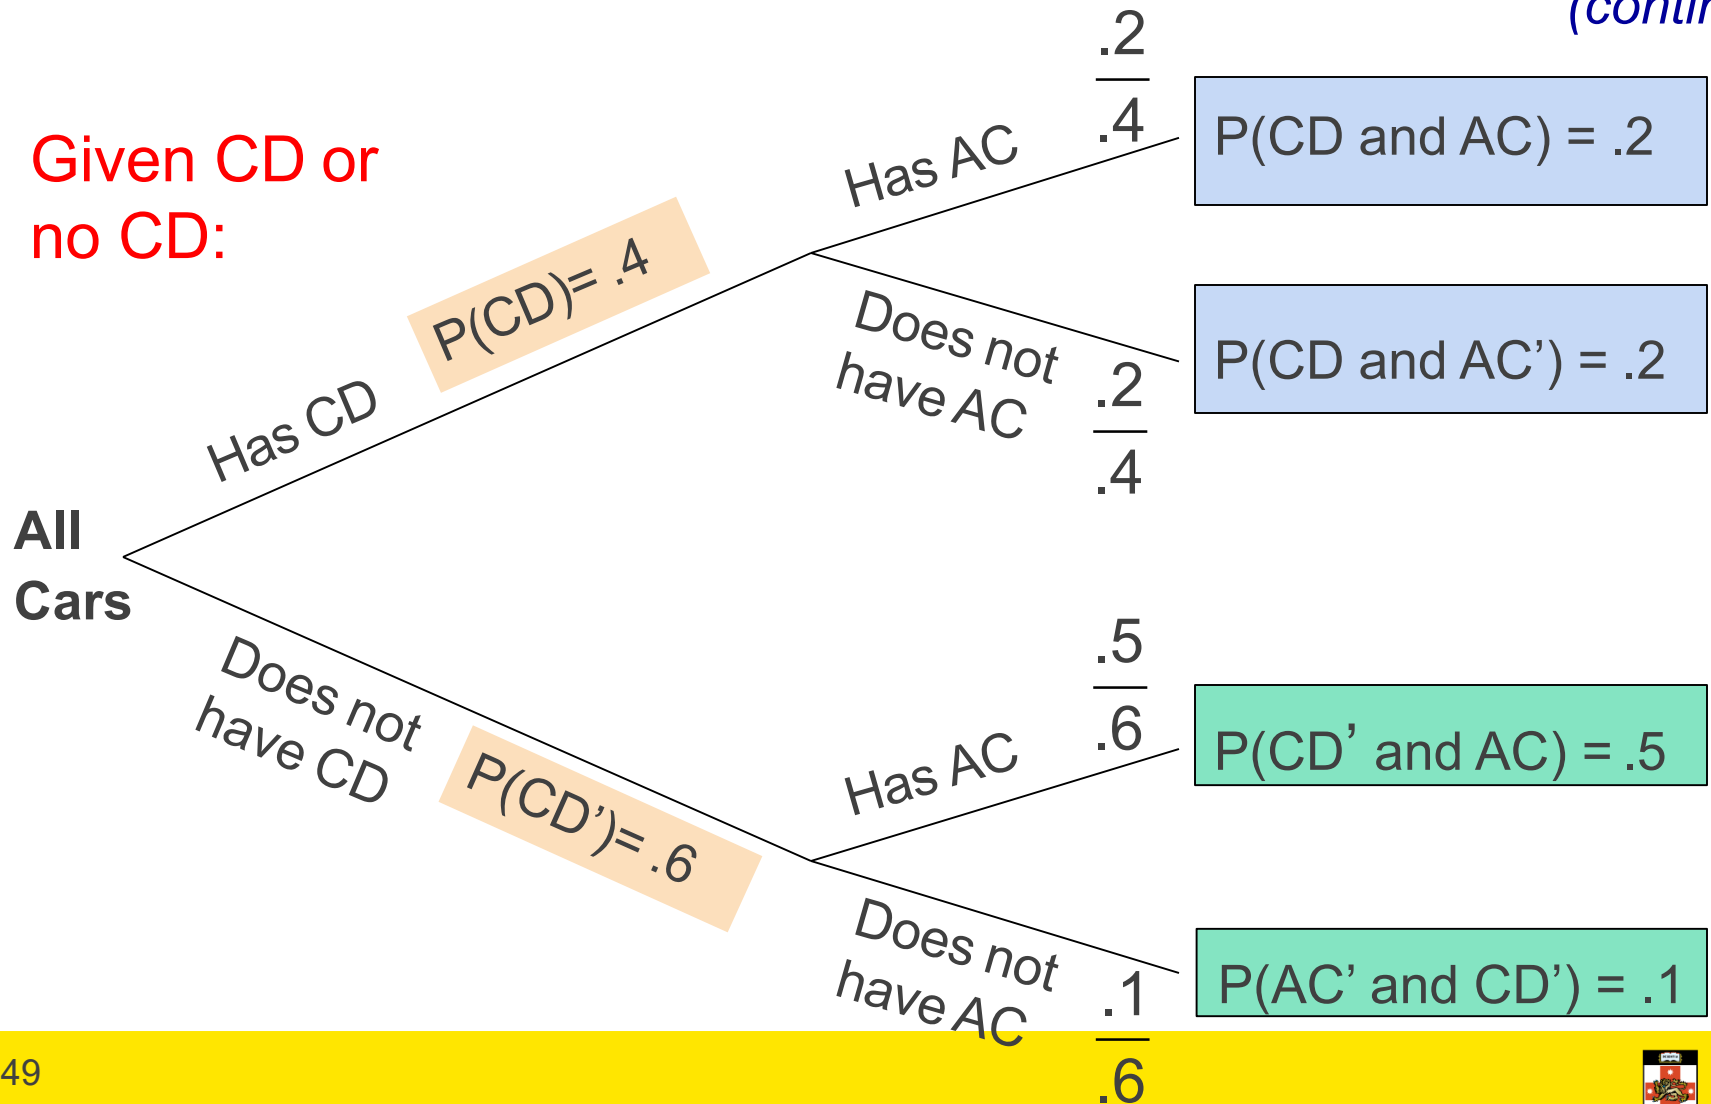 Given CD or
no CD:
All
Cars
Has CD
P(CD)= .4
Does not
have CD
P(CD’)= .6
Has AC
.2
.4
P(CD and AC) = .2
Does not
have AC
.2
.4
P(CD and AC’) = .2
Has AC
.5
.6
P(CD’ and AC) = .5
Does not
have AC
.1
.6
P(AC’ and CD’) = .1
49